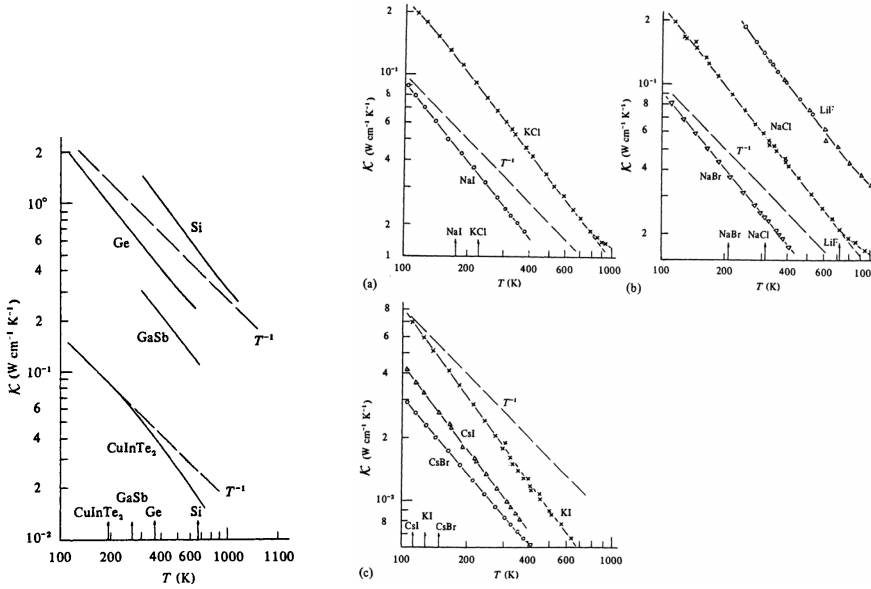 2
10⁰
8
6
4
2
10⁻¹
8
6
4
2
10⁻²
𝒦 (W cm⁻¹ K⁻¹)
Si
Ge
GaSb
T⁻¹
CuInTe₂
T⁻¹
GaSb
CuInTe₂ Ge Si
100 200 400 600 1000 1100
T (K)
2
10⁻¹
8
6
4
2
1
𝒦 (W cm⁻¹ K⁻¹)
KCl
T⁻¹
NaI
NaI KCl
100 200 400 600 1000
T (K)
(a)
2
10⁻¹
8
6
4
2
𝒦 (W cm⁻¹ K⁻¹)
LiF
NaCl
T⁻¹
NaBr
NaBr NaCl LiF
100 200 400 600 1000
T (K)
(b)
8
6
4
2
10⁻²
8
𝒦 (W cm⁻¹ K⁻¹)
T⁻¹
CsI
CsBr
KI
KI
CsI CsBr
100 200 400 600 1000
T (K)
(c)